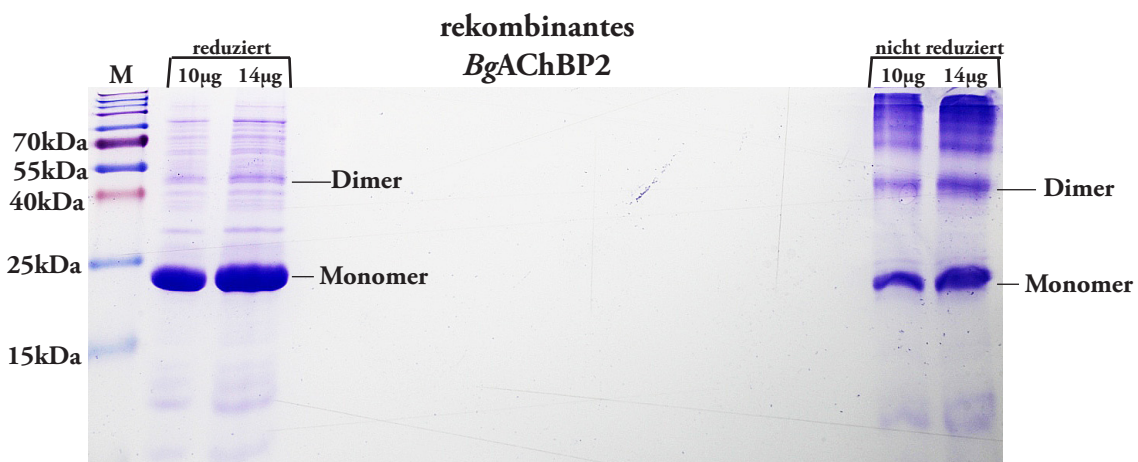 rekombinantes
BgAChBP2
M
reduziert
10µg 14µg
nicht reduziert
10µg 14µg
70kDa
55kDa
40kDa
25kDa
15kDa
Dimer
Monomer
Dimer
Monomer